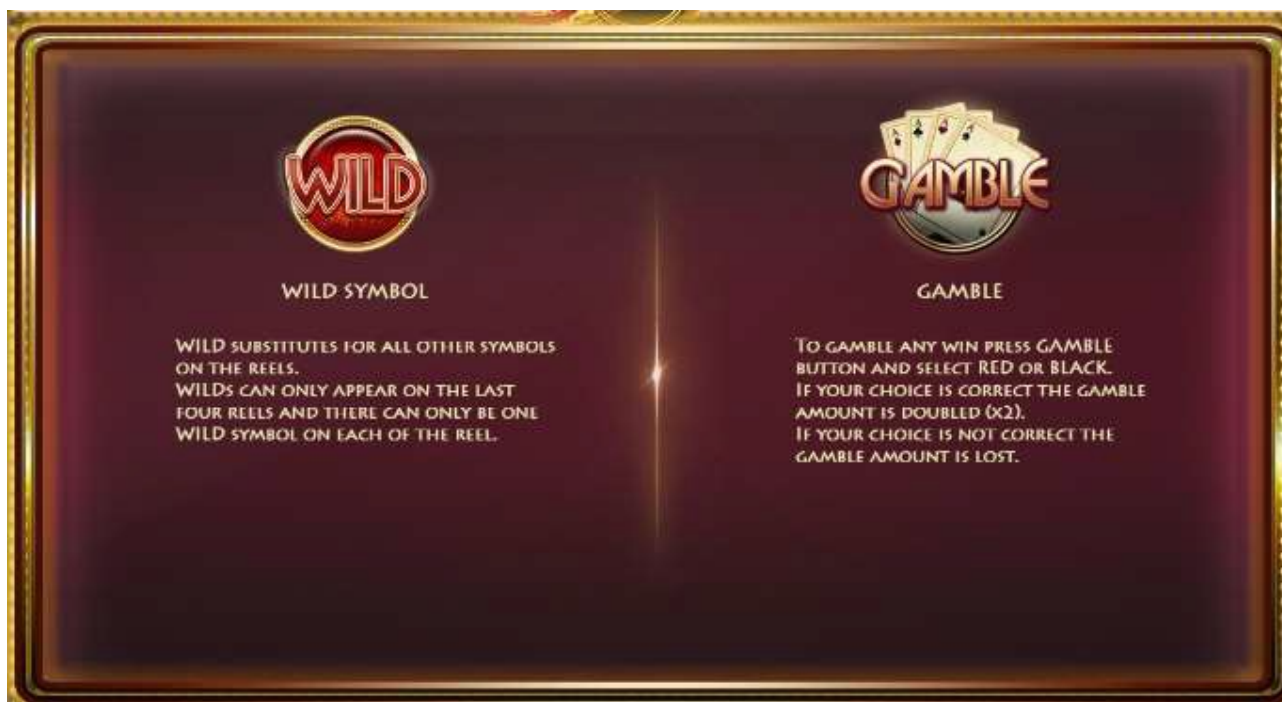 WILD
WILD SYMBOL
WILD SUBSTITUTES FOR ALL OTHER SYMBOLS
ON THE REELS.
WILDS CAN ONLY APPEAR ON THE LAST
FOUR REELS AND THERE CAN ONLY BE ONE
WILD SYMBOL ON EACH OF THE REEL.
GAMBLE
GAMBLE
TO GAMBLE ANY WIN PRESS GAMBLE
BUTTON AND SELECT RED OR BLACK.
IF YOUR CHOICE IS CORRECT THE GAMBLE
AMOUNT IS DOUBLED (X2).
IF YOUR CHOICE IS NOT CORRECT THE
GAMBLE AMOUNT IS LOST.